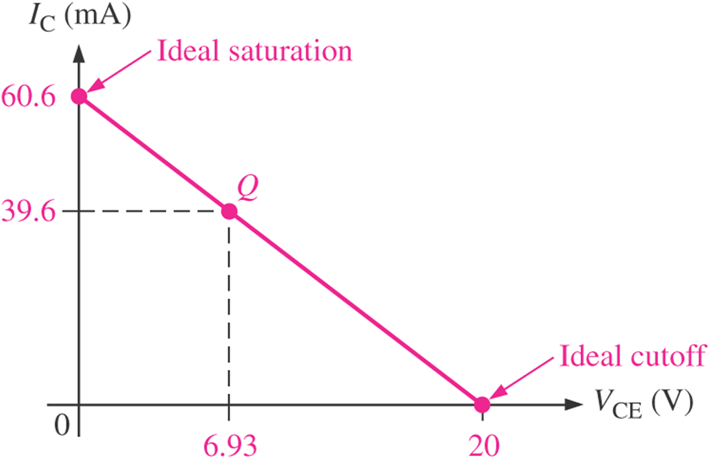 I_C (mA)
Ideal saturation
60.6
Q
39.6
Ideal cutoff
V_CE (V)
0
6.93
20